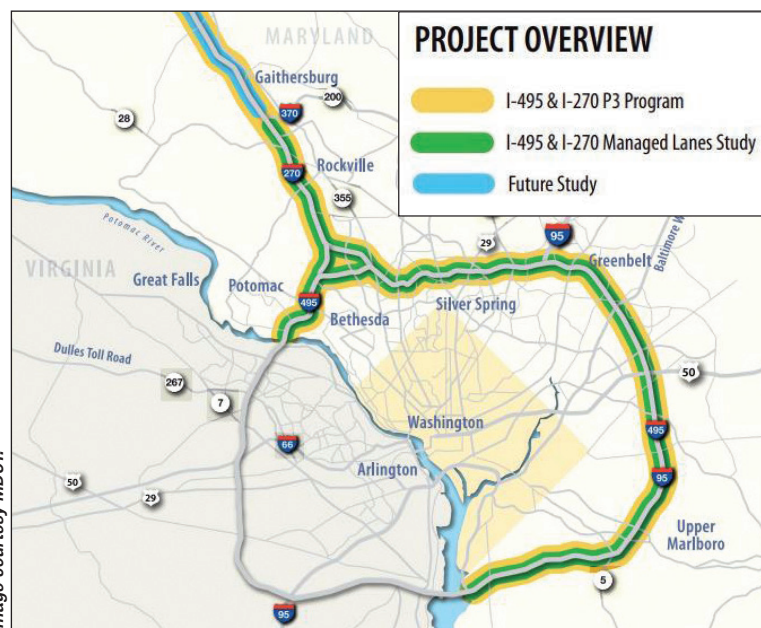 PROJECT OVERVIEW
I-495 & I-270 P3 Program
I-495 & I-270 Managed Lanes Study
Future Study
MARYLAND
Gaithersburg
370
200
28
Rockville
270
355
29
95
Greenbelt
Potomac River
VIRGINIA
Great Falls
Potomac
495
Bethesda
Silver Spring
Dulles Toll Road
267
7
50
Washington
66
Arlington
495
95
50
29
Upper
Marlboro
5
95